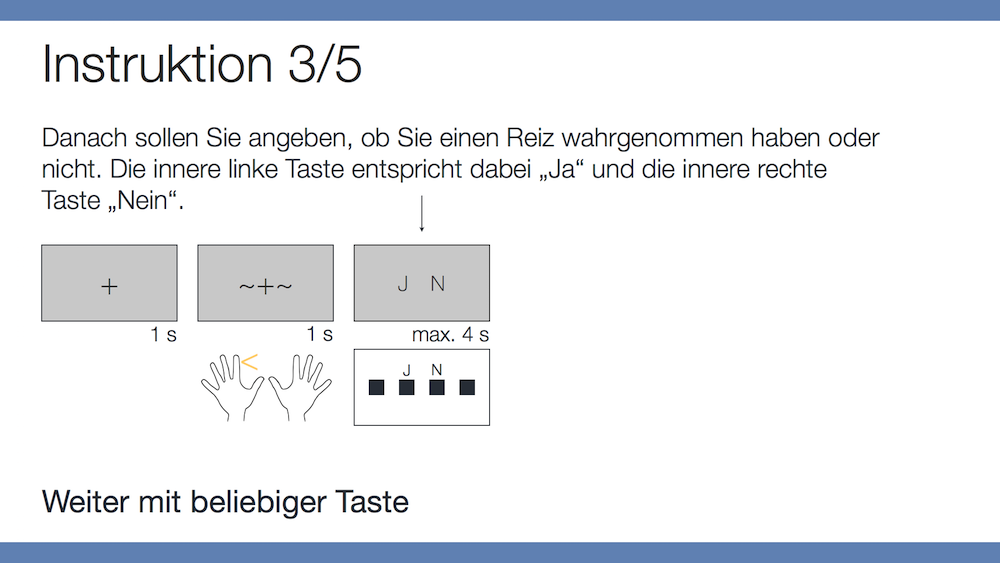 Instruktion 3/5
Danach sollen Sie angeben, ob Sie einen Reiz wahrgenommen haben oder
nicht. Die innere linke Taste entspricht dabei „Ja“ und die innere rechte
Taste „Nein“.
+
~+~
J N
1 s
1 s
max. 4 s
<
J N
Weiter mit beliebiger Taste